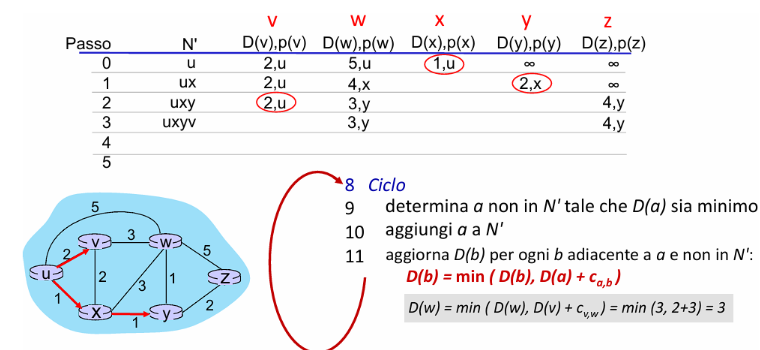 v w x y z
Passo N' D(v),p(v) D(w),p(w) D(x),p(x) D(y),p(y) D(z),p(z)
0 u 2,u 5,u 1,u ∞ ∞
1 ux 2,u 4,x 2,x ∞
2 uxy 2,u 3,y 4,y
3 uxyv 3,y 4,y
4
5
8 Ciclo
9 determina a non in N' tale che D(a) sia minimo
10 aggiungi a a N'
11 aggiorna D(b) per ogni b adiacente a a e non in N':
D(b) = min ( D(b), D(a) + ca,b )
D(w) = min ( D(w), D(v) + cv,w ) = min (3, 2+3) = 3
5
v 3 w
2 5
u 2 3 1 z
1 2
x 1 y